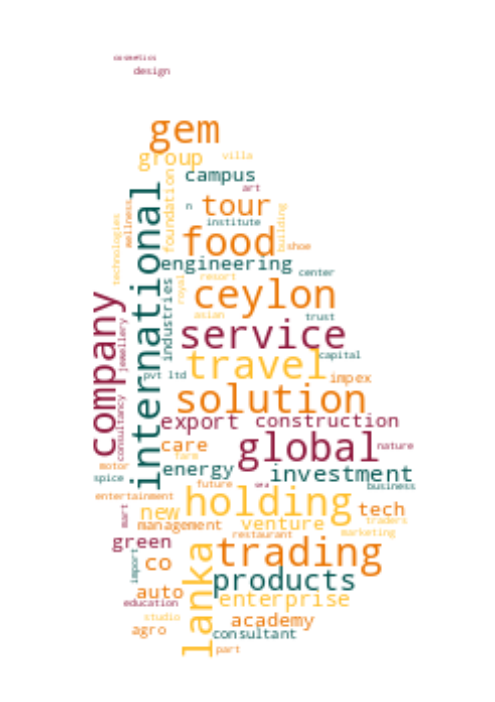 cosmetics
design
gem
group
villa
campus
art
foundation
international
n
tour
institute
building
wellness
technologies
food
shoe
engineering
center
resort
royal
ceylon
industries
asian
trust
company
jewellery
service
capital
travel
pvt ltd
impex
solution
consultancy
export
construction
care
global
nature
farm
motor
energy
investment
spice
future
business
entertainment
holding
new
tech
mart
management
venture
traders
restaurant
marketing
green
trading
import
co
lanka
products
auto
enterprise
education
studio
academy
agro
consultant
part